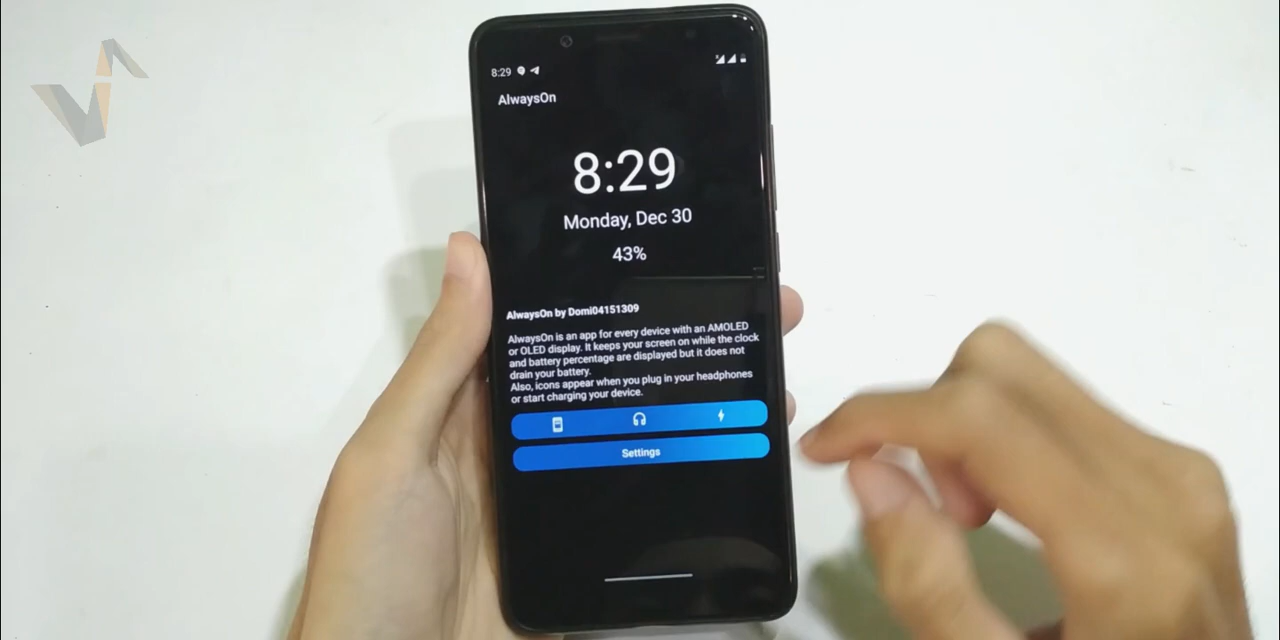 8:29
AlwaysOn
8:29
Monday, Dec 30
43%
AlwaysOn by Domi04151309
AlwaysOn is an app for every device with an AMOLED
or OLED display. It keeps your screen on while the clock
and battery percentage are displayed but it does not
drain your battery.
Also, icons appear when you plug in your headphones
or start charging your device.
Settings